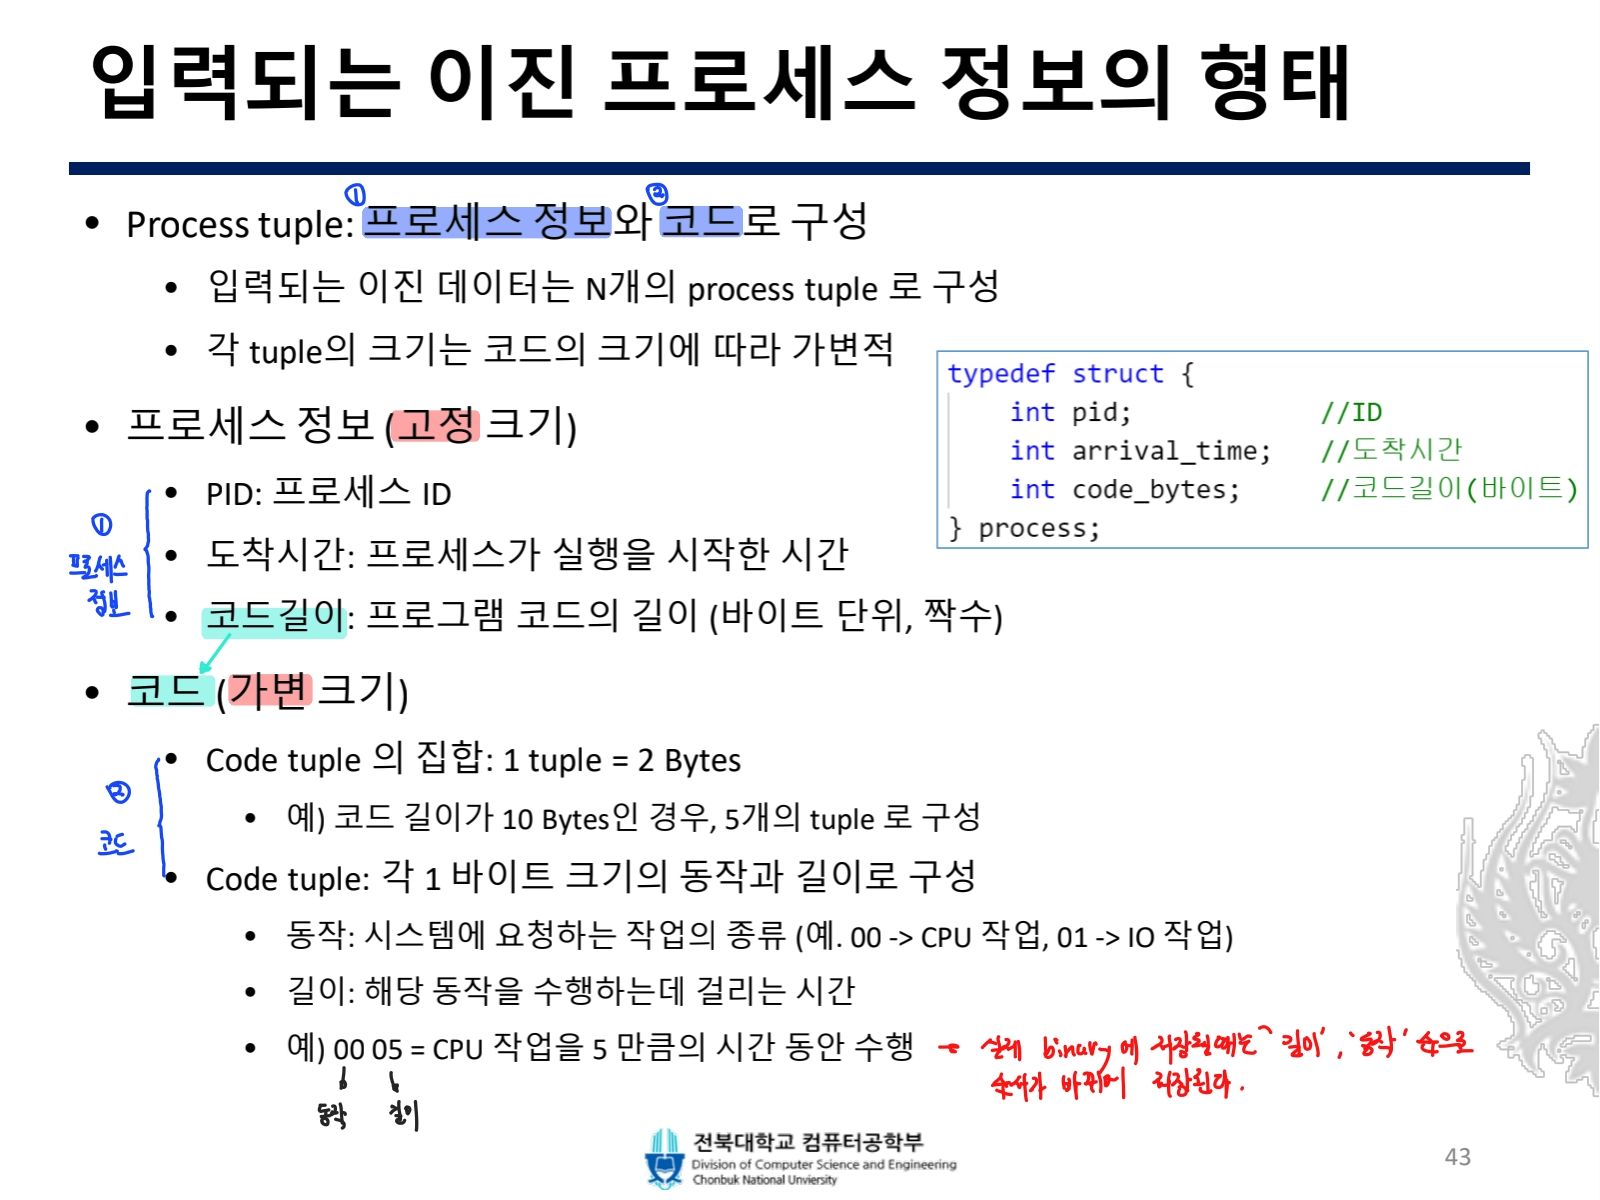 입력되는 이진 프로세스 정보의 형태
① ②
• Process tuple: 프로세스 정보와 코드로 구성
• 입력되는 이진 데이터는 N개의 process tuple 로 구성
• 각 tuple의 크기는 코드의 크기에 따라 가변적
typedef struct {
int pid; //ID
int arrival_time; //도착시간
int code_bytes; //코드길이(바이트)
} process;
• 프로세스 정보 (고정 크기)
• PID: 프로세스 ID
• 도착시간: 프로세스가 실행을 시작한 시간
• 코드길이: 프로그램 코드의 길이 (바이트 단위, 짝수)
①
프로세스
정보
• 코드 (가변 크기)
• Code tuple 의 집합: 1 tuple = 2 Bytes
• 예) 코드 길이가 10 Bytes인 경우, 5개의 tuple 로 구성
• Code tuple: 각 1 바이트 크기의 동작과 길이로 구성
②
코드
• 동작: 시스템에 요청하는 작업의 종류 (예. 00 -> CPU 작업, 01 -> IO 작업)
• 길이: 해당 동작을 수행하는데 걸리는 시간
• 예) 00 05 = CPU 작업을 5 만큼의 시간 동안 수행
→ 실제 binary에 저장될때는 '길이', '동작' 순으로
순서가 바뀌어 저장된다.
동작 길이
전북대학교 컴퓨터공학부
Division of Computer Science and Engineering
Chonbuk National Unviersity
43